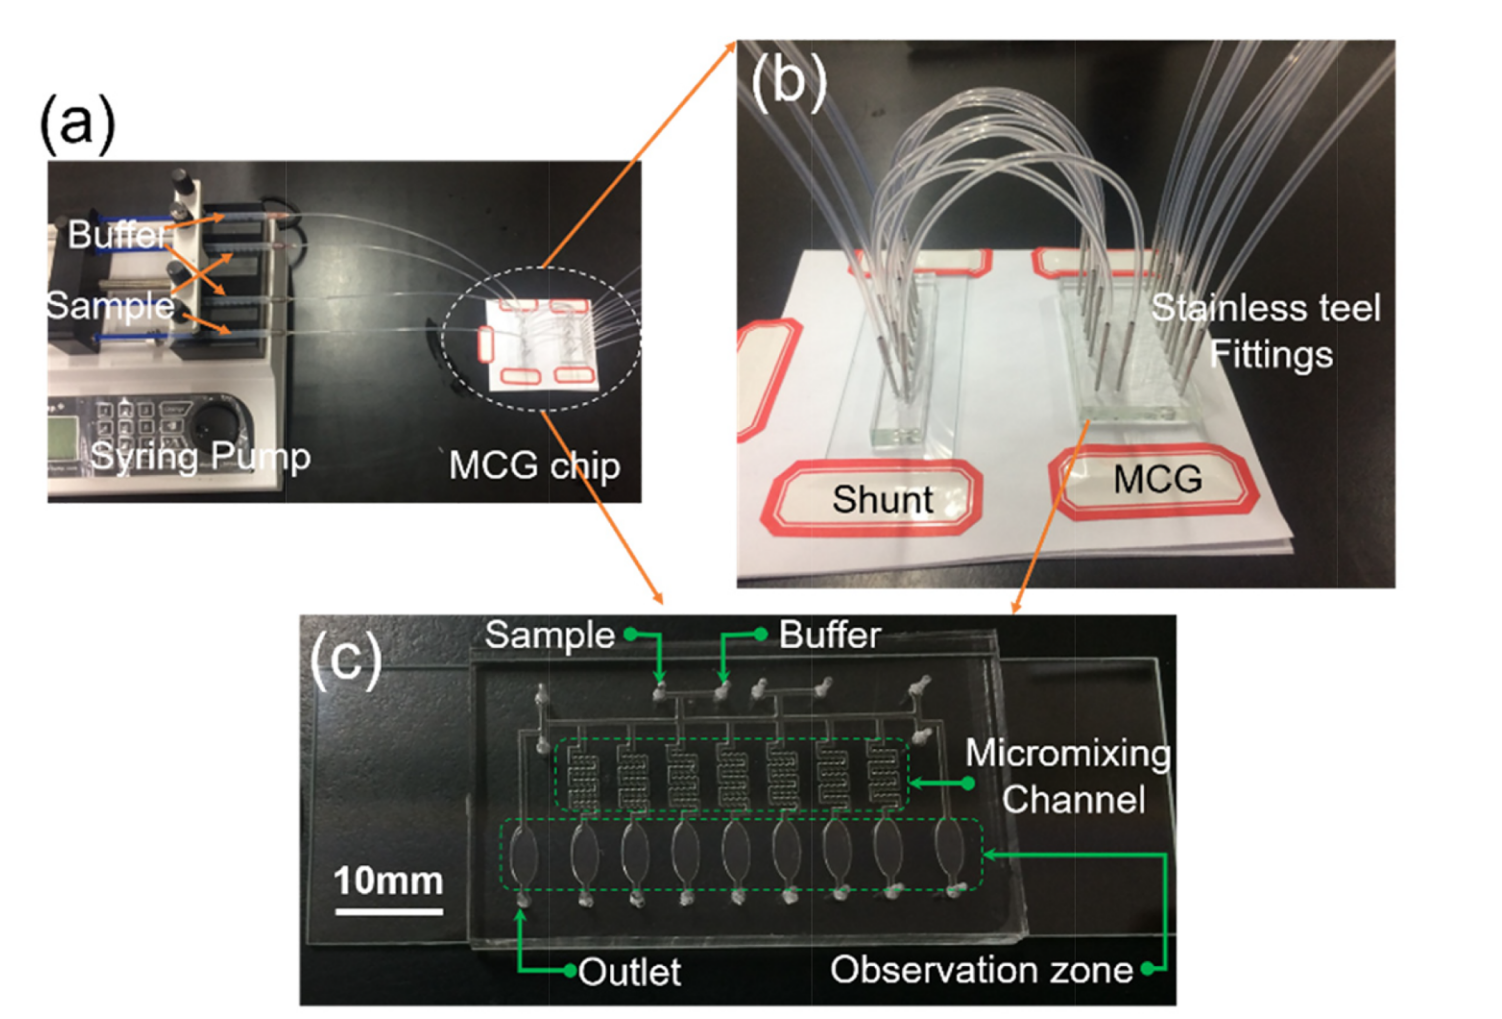 (a)
Buffer
Sample
Syring Pump
MCG chip
(b)
Stainless teel
Fittings
Shunt
MCG
(c)
Sample
Buffer
Micromixing
Channel
10mm
Outlet
Observation zone